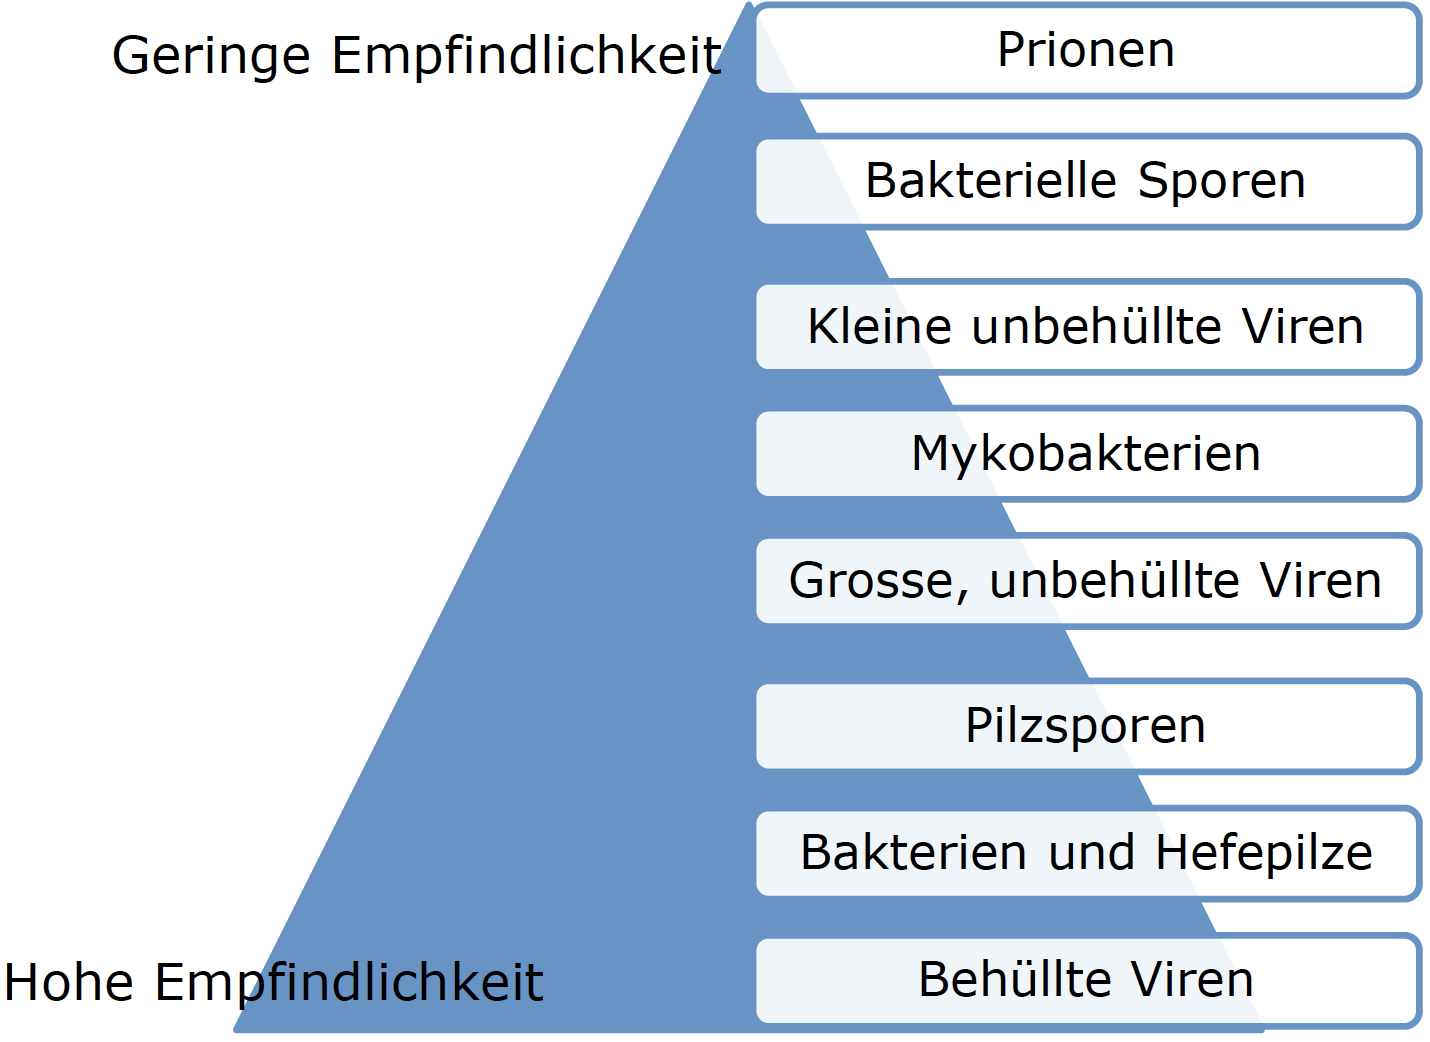 Geringe Empfindlichkeit
Prionen
Bakterielle Sporen
Kleine unbehüllte Viren
Mykobakterien
Grosse, unbehüllte Viren
Pilzsporen
Bakterien und Hefepilze
Hohe Empfindlichkeit
Behüllte Viren